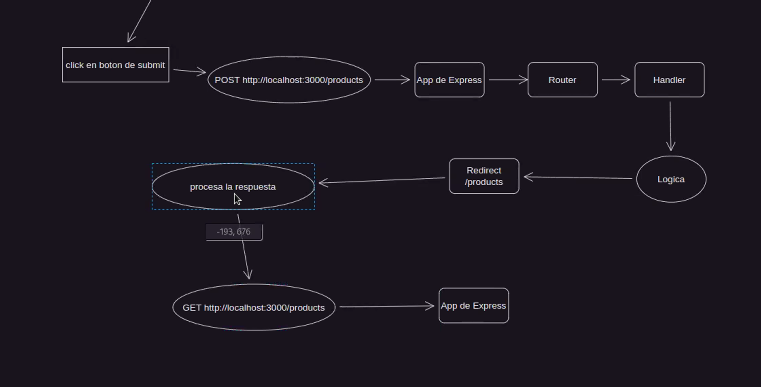 click en boton de submit
POST http://localhost:3000/products
App de Express
Router
Handler
procesa la respuesta
Redirect
/products
Logica
-193, 676
GET http://localhost:3000/products
App de Express